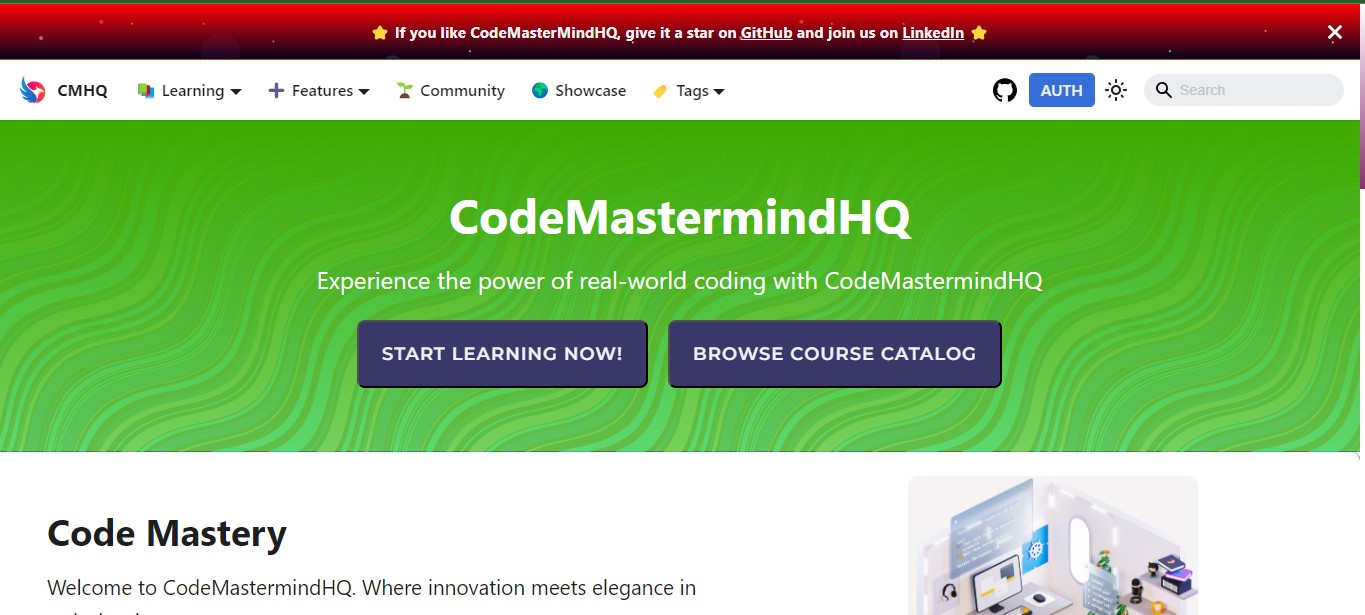 ⭐ If you like CodeMasterMindHQ, give it a star on GitHub and join us on LinkedIn ⭐
CMHQ Learning Features Community Showcase Tags AUTH Search
CodeMastermindHQ
Experience the power of real-world coding with CodeMastermindHQ
START LEARNING NOW! BROWSE COURSE CATALOG
Code Mastery
Welcome to CodeMastermindHQ. Where innovation meets elegance in